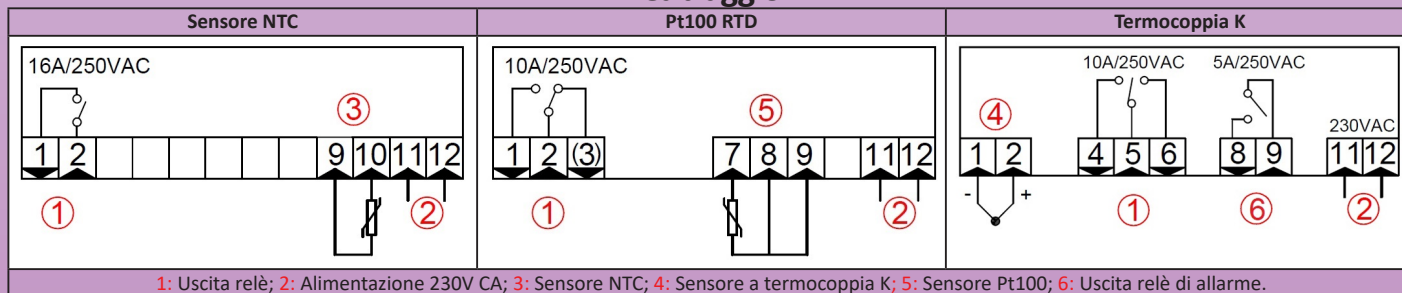 Sensore NTC
Pt100 RTD
Termocoppia K
16A/250VAC
③
1 2 9 10 11 12
① ②
10A/250VAC
⑤
1 2 (3) 7 8 9 11 12
① ②
10A/250VAC 5A/250VAC
④ 230VAC
1 2 4 5 6 8 9 11 12
- +
① ⑥ ②
1: Uscita relè; 2: Alimentazione 230V CA; 3: Sensore NTC; 4: Sensore a termocoppia K; 5: Sensore Pt100; 6: Uscita relè di allarme.